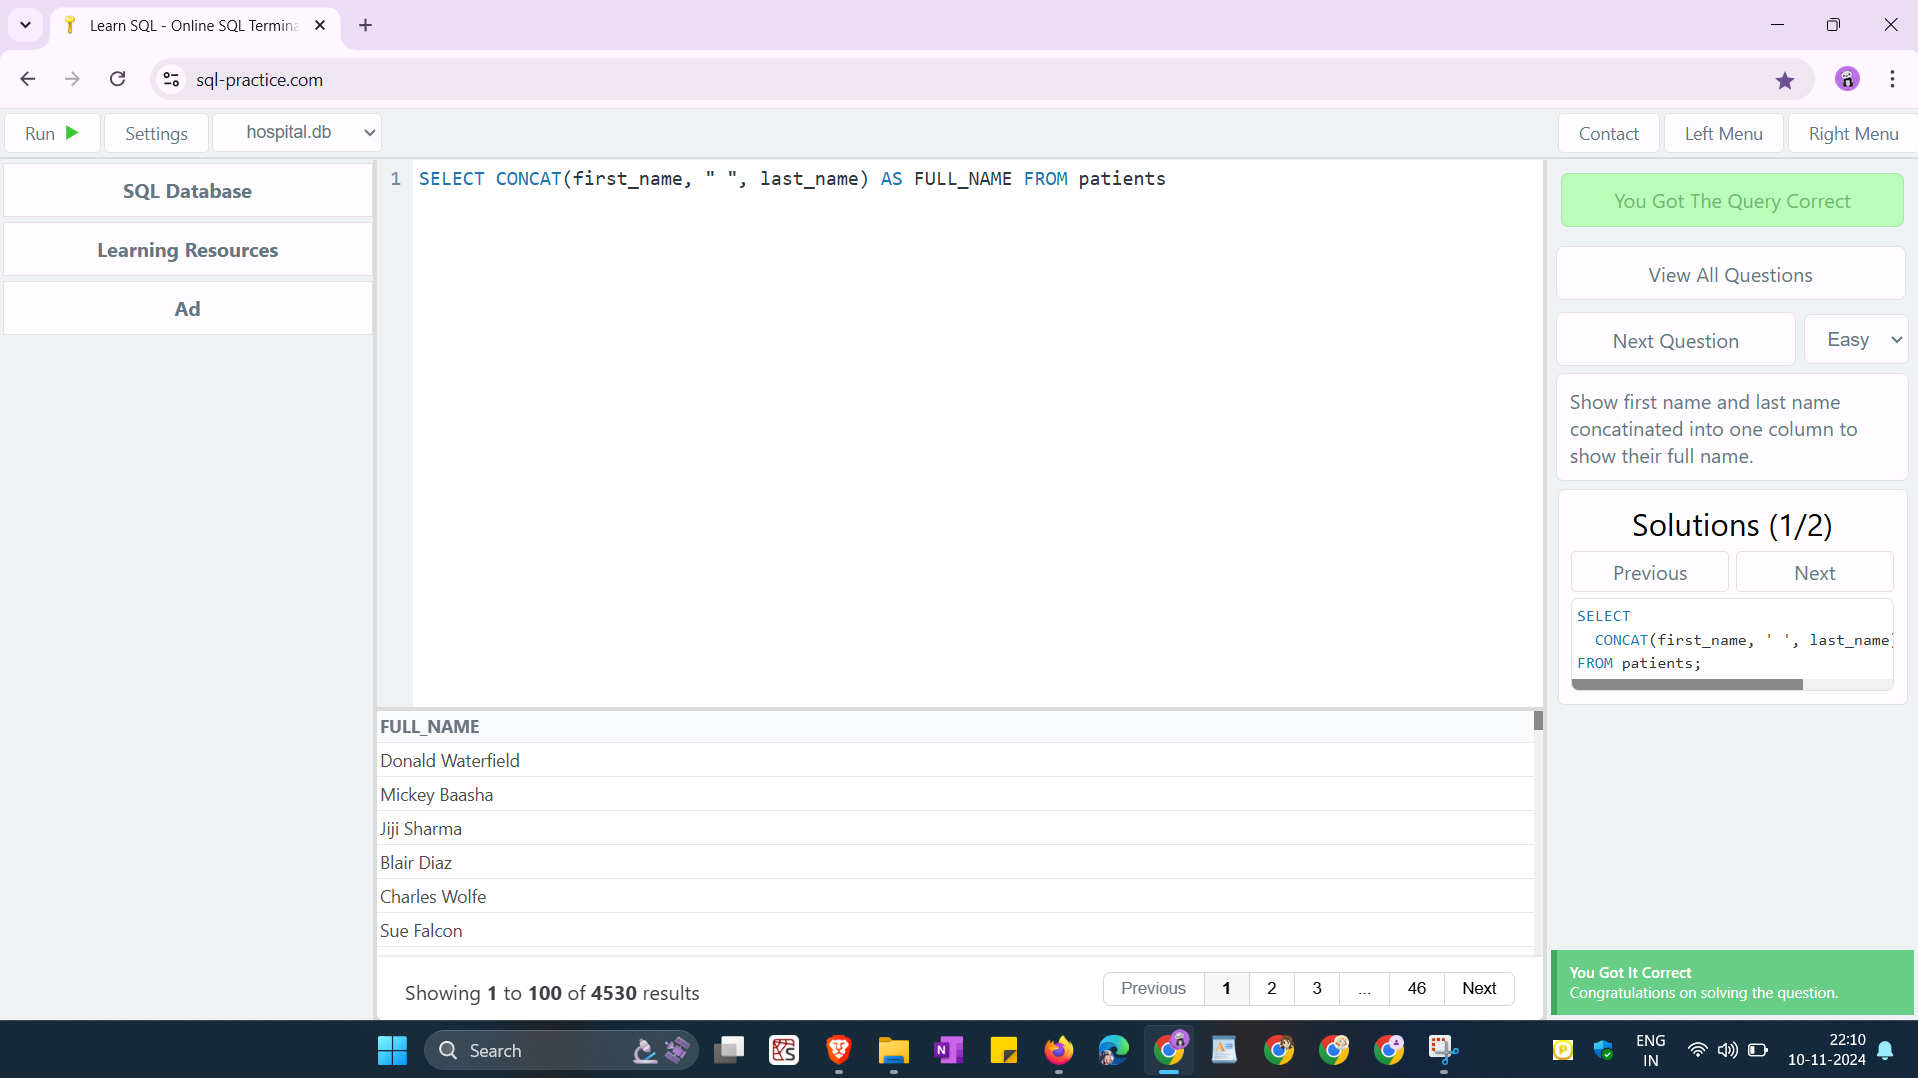 Learn SQL - Online SQL Termina
sql-practice.com
Run
Settings
hospital.db
Contact
Left Menu
Right Menu
SQL Database
Learning Resources
Ad
1 SELECT CONCAT(first_name, " ", last_name) AS FULL_NAME FROM patients
You Got The Query Correct
View All Questions
Next Question
Easy
Show first name and last name
concatinated into one column to
show their full name.
Solutions (1/2)
Previous
Next
SELECT
CONCAT(first_name, ' ', last_name)
FROM patients;
FULL_NAME
Donald Waterfield
Mickey Baasha
Jiji Sharma
Blair Diaz
Charles Wolfe
Sue Falcon
Showing 1 to 100 of 4530 results
Previous 1 2 3 ... 46 Next
You Got It Correct
Congratulations on solving the question.
Search
ENG
IN
22:10
10-11-2024